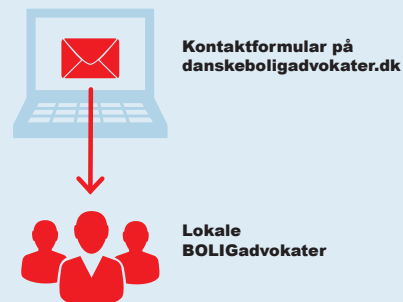 Kontaktformular på
danskeboligadvokater.dk
Lokale
BOLIGadvokater